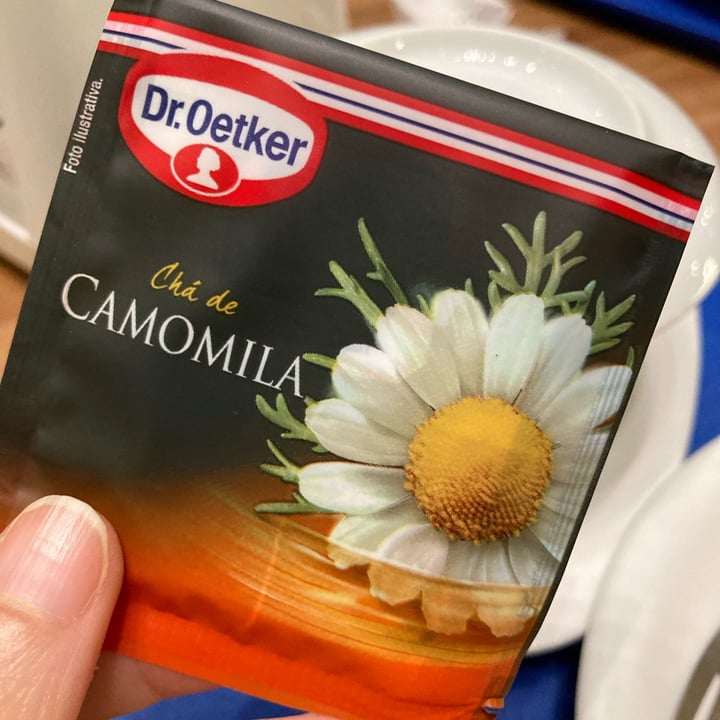 Foto ilustrativa.
Dr.Oetker
Chá de
CAMOMILA